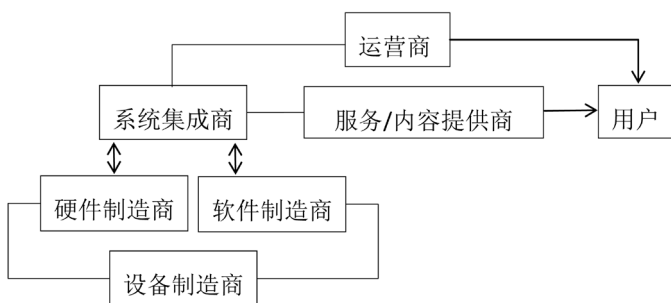 运营商
系统集成商
服务/内容提供商
用户
硬件制造商
软件制造商
设备制造商